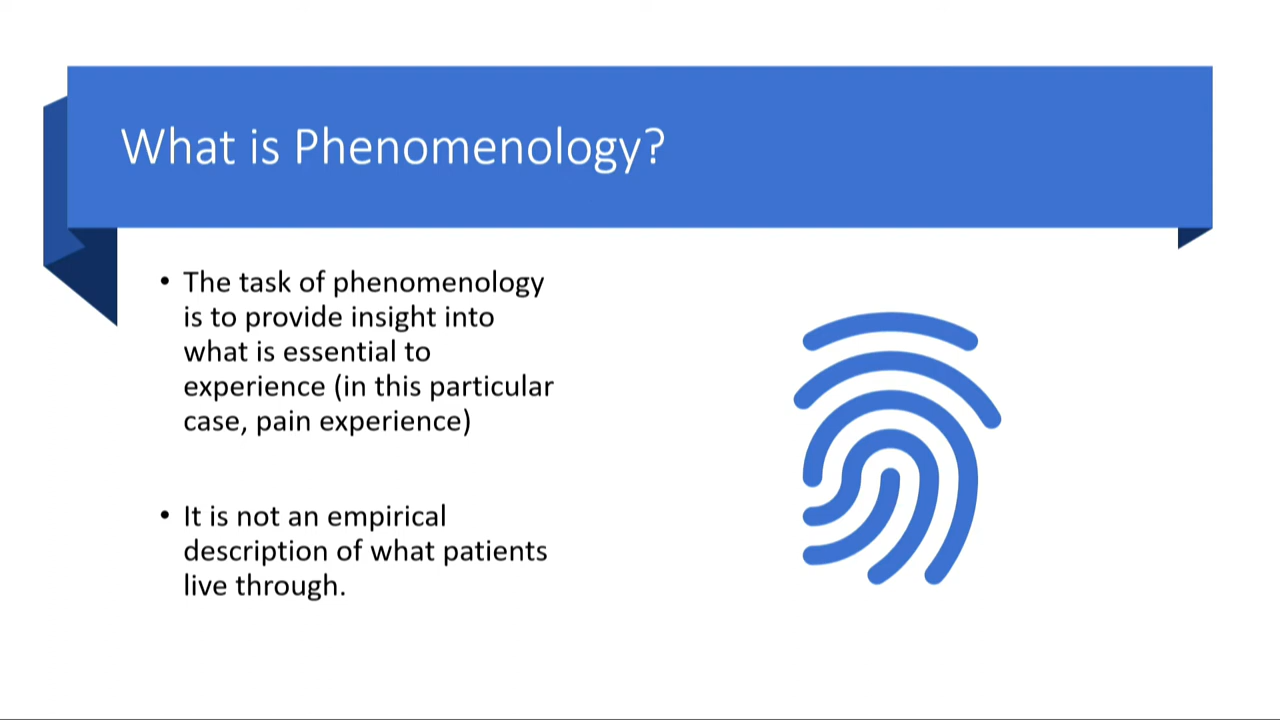 What is Phenomenology?
• The task of phenomenology
is to provide insight into
what is essential to
experience (in this particular
case, pain experience)
• It is not an empirical
description of what patients
live through.